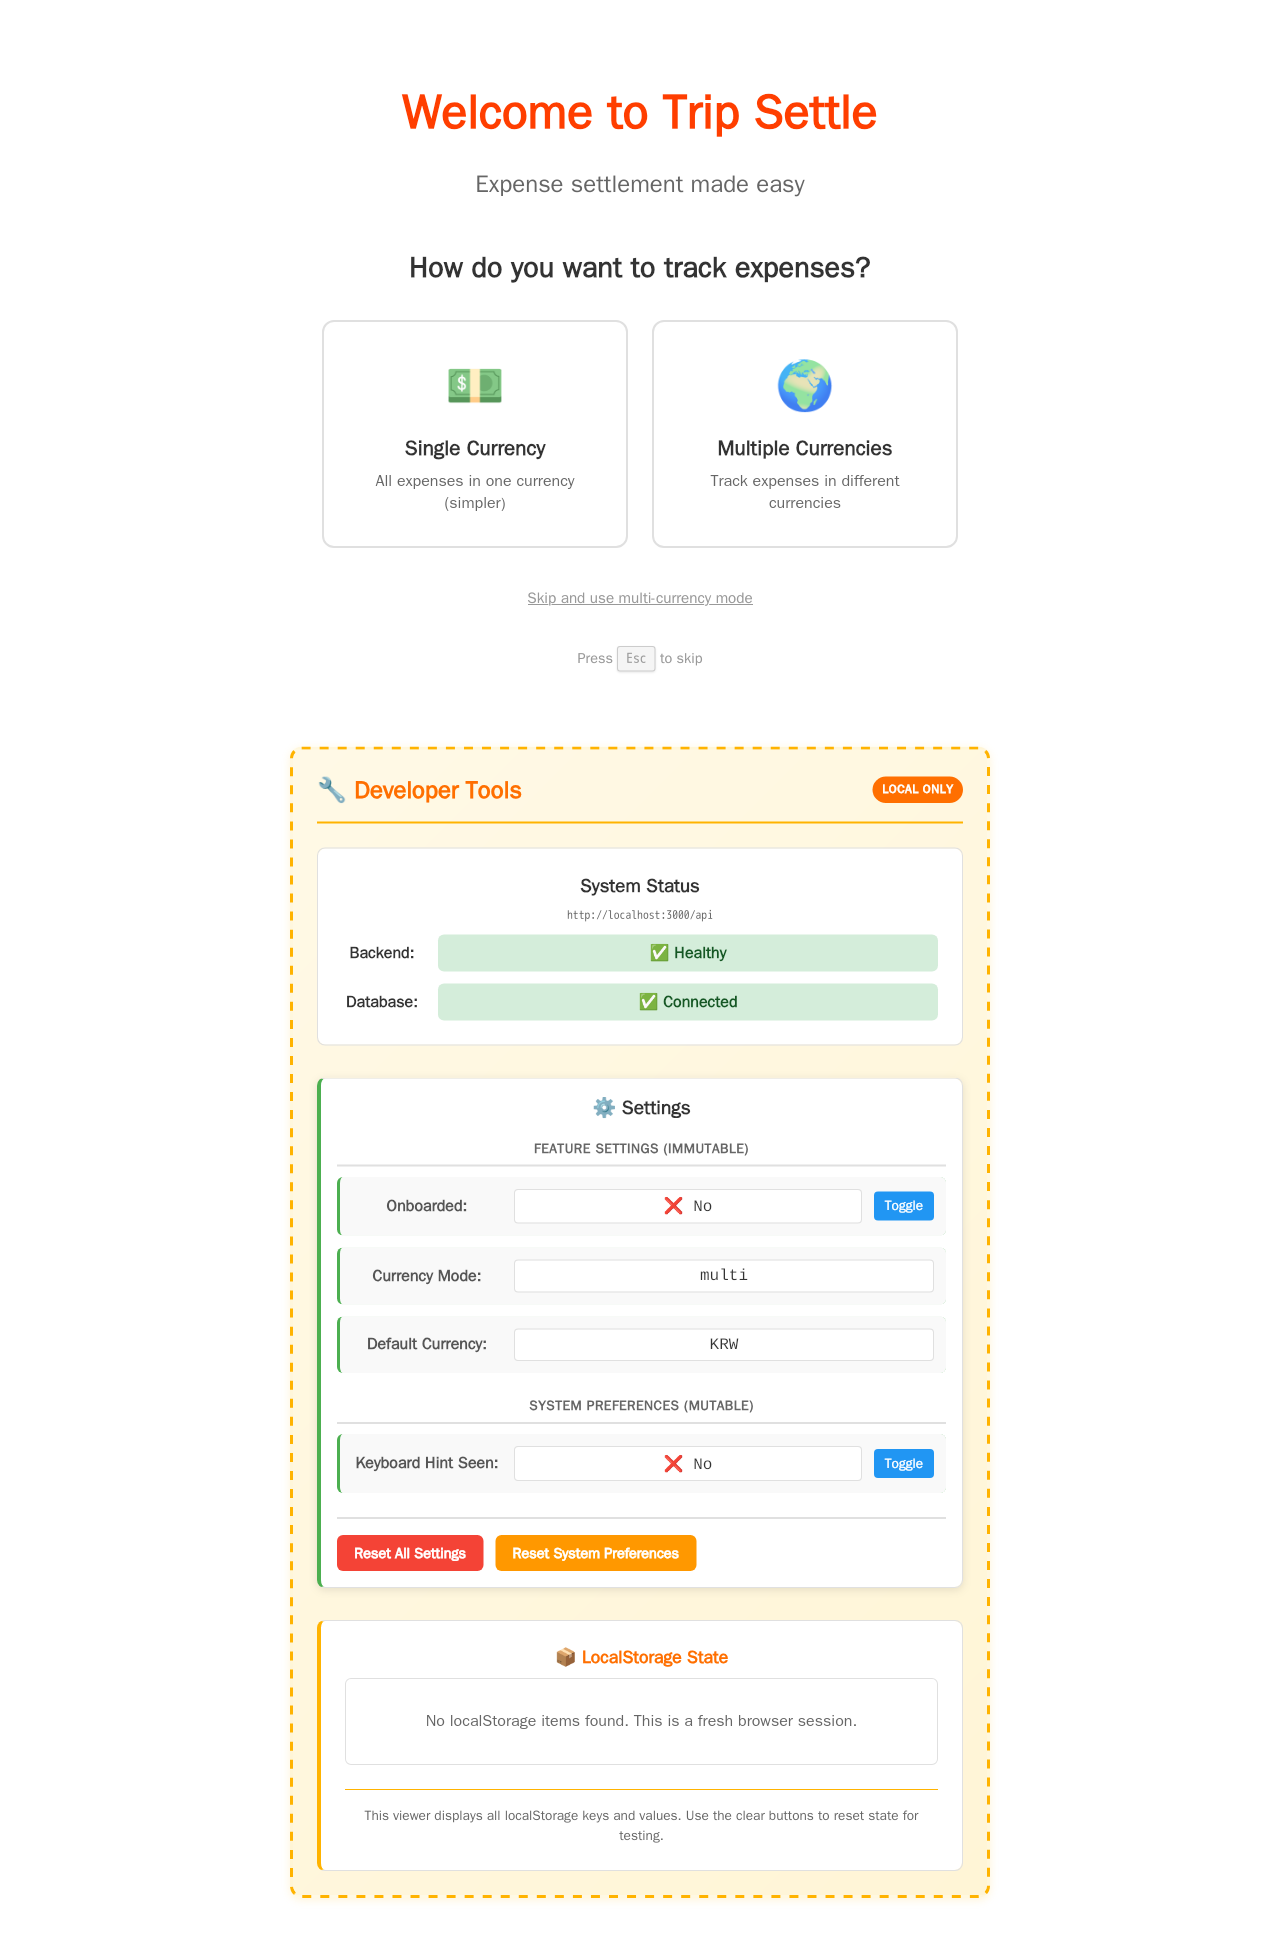 Welcome to Trip Settle
Expense settlement made easy
How do you want to track expenses?
Single Currency
All expenses in one currency
(simpler)
Multiple Currencies
Track expenses in different
currencies
Skip and use multi-currency mode
Press Esc to skip
🔧 Developer Tools
LOCAL ONLY
System Status
http://localhost:3000/api
Backend: ✅ Healthy
Database: ✅ Connected
⚙️ Settings
FEATURE SETTINGS (IMMUTABLE)
Onboarded: ❌ No Toggle
Currency Mode: multi
Default Currency: KRW
SYSTEM PREFERENCES (MUTABLE)
Keyboard Hint Seen: ❌ No Toggle
Reset All Settings Reset System Preferences
📦 LocalStorage State
No localStorage items found. This is a fresh browser session.
This viewer displays all localStorage keys and values. Use the clear buttons to reset state for
testing.